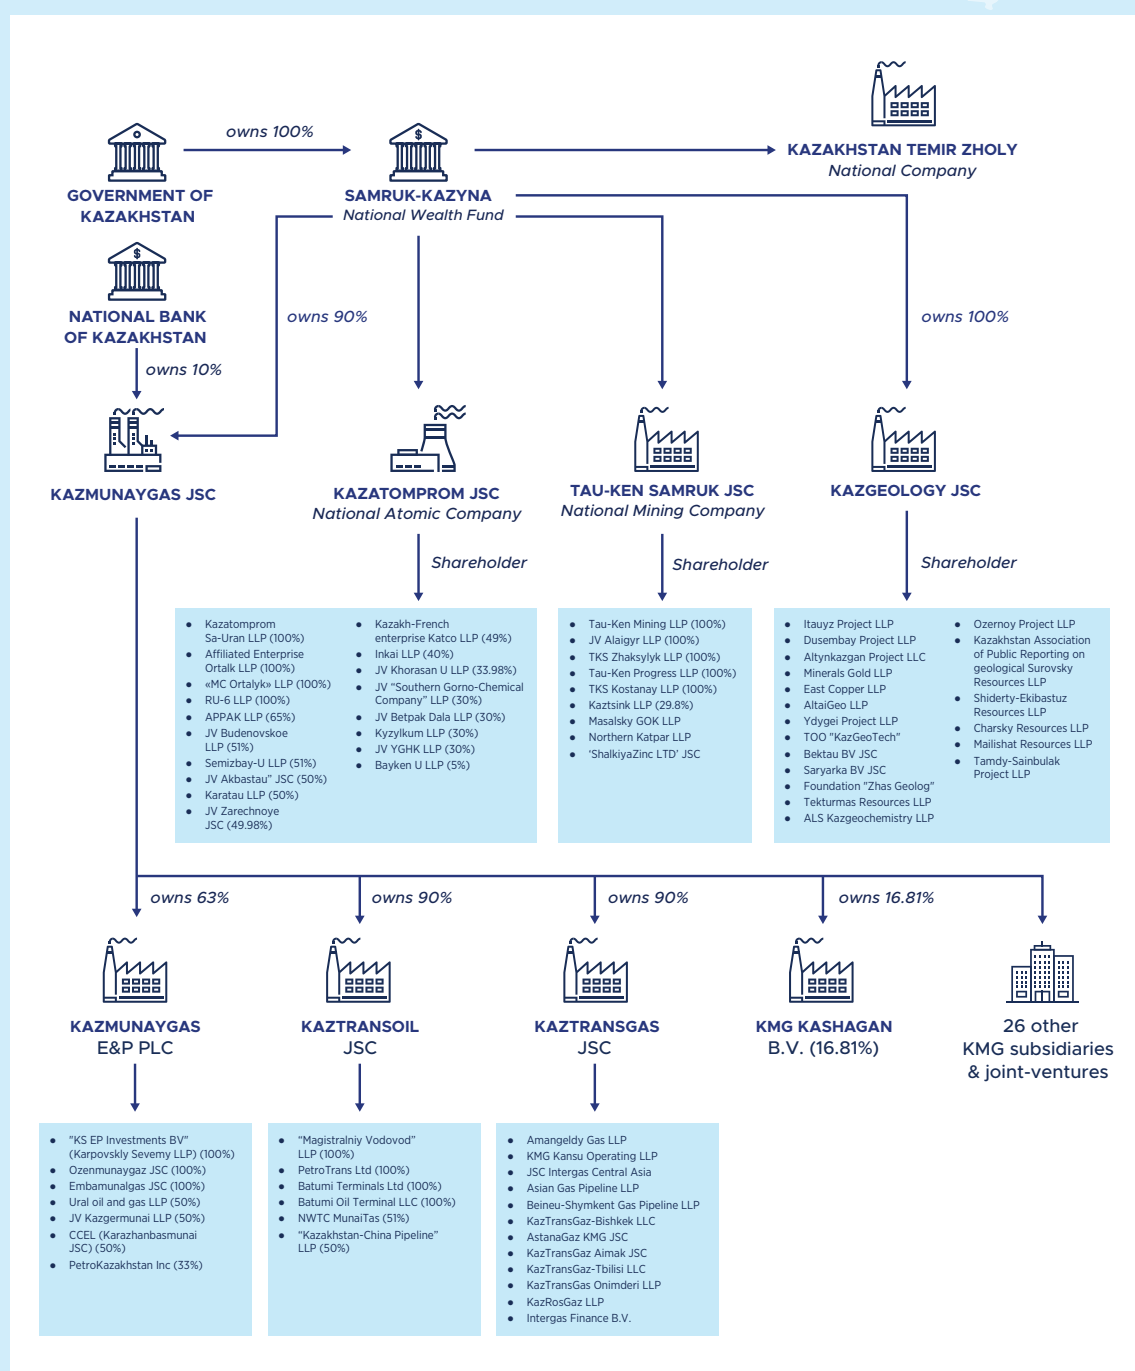 owns 100%
KAZAKHSTAN TEMIR ZHOLY
National Company
GOVERNMENT OF
KAZAKHSTAN
SAMRUK-KAZYNA
National Wealth Fund
NATIONAL BANK
OF KAZAKHSTAN
owns 90%
owns 100%
owns 10%
KAZMUNAYGAS JSC
KAZATOMPROM JSC
National Atomic Company
TAU-KEN SAMRUK JSC
National Mining Company
KAZGEOLOGY JSC
Shareholder
Shareholder
Shareholder
● Kazatomprom
Sa-Uran LLP (100%)
● Affiliated Enterprise
Ortalk LLP (100%)
● «MC Ortalyk» LLP (100%)
● RU-6 LLP (100%)
● APPAK LLP (65%)
● JV Budenovskoe
LLP (51%)
● Semizbay-U LLP (51%)
● JV Akbastau” JSC (50%)
● Karatau LLP (50%)
● JV Zarechnoye
JSC (49.98%)
● Kazakh-French
enterprise Katco LLP (49%)
● Inkai LLP (40%)
● JV Khorasan U LLP (33.98%)
● JV “Southern Gorno-Chemical
Company” LLP (30%)
● JV Betpak Dala LLP (30%)
● Kyzylkum LLP (30%)
● JV YGHK LLP (30%)
● Bayken U LLP (5%)
● Tau-Ken Mining LLP (100%)
● JV Alaigyr LLP (100%)
● TKS Zhaksylyk LLP (100%)
● Tau-Ken Progress LLP (100%)
● TKS Kostanay LLP (100%)
● Kaztsink LLP (29.8%)
● Masalsky GOK LLP
● Northern Katpar LLP
● ‘ShalkiyaZinc LTD’ JSC
● Itauyz Project LLP
● Dusembay Project LLP
● Altynkazgan Project LLC
● Minerals Gold LLP
● East Copper LLP
● AltaiGeo LLP
● Ydygei Project LLP
● TOO "KazGeoTech"
● Bektau BV JSC
● Saryarka BV JSC
● Foundation "Zhas Geolog"
● Tekturmas Resources LLP
● ALS Kazgeochemistry LLP
● Ozernoy Project LLP
● Kazakhstan Association
of Public Reporting on
geological Surovsky
Resources LLP
● Shiderty-Ekibastuz
Resources LLP
● Charsky Resources LLP
● Mailishat Resources LLP
● Tamdy-Sainbulak
Project LLP
owns 63%
owns 90%
owns 90%
owns 16.81%
KAZMUNAYGAS
E&P PLC
KAZTRANSOIL
JSC
KAZTRANSGAS
JSC
KMG KASHAGAN
B.V. (16.81%)
26 other
KMG subsidiaries
& joint-ventures
● "KS EP Investments BV"
(Karpovskly Sevemy LLP) (100%)
● Ozenmunaygaz JSC (100%)
● Embamunalgas JSC (100%)
● Ural oil and gas LLP (50%)
● JV Kazgermunai LLP (50%)
● CCEL (Karazhanbasmunai
JSC) (50%)
● PetroKazakhstan Inc (33%)
● “Magistralniy Vodovod”
LLP (100%)
● PetroTrans Ltd (100%)
● Batumi Terminals Ltd (100%)
● Batumi Oil Terminal LLC (100%)
● NWTC MunaiTas (51%)
● “Kazakhstan-China Pipeline”
LLP (50%)
● Amangeldy Gas LLP
● KMG Kansu Operating LLP
● JSC Intergas Central Asia
● Asian Gas Pipeline LLP
● Beineu-Shymkent Gas Pipeline LLP
● KazTransGaz-Bishkek LLC
● AstanaGaz KMG JSC
● KazTransGaz Aimak JSC
● KazTransGaz-Tbilisi LLC
● KazTransGas Onimderi LLP
● KazRosGaz LLP
● Intergas Finance B.V.